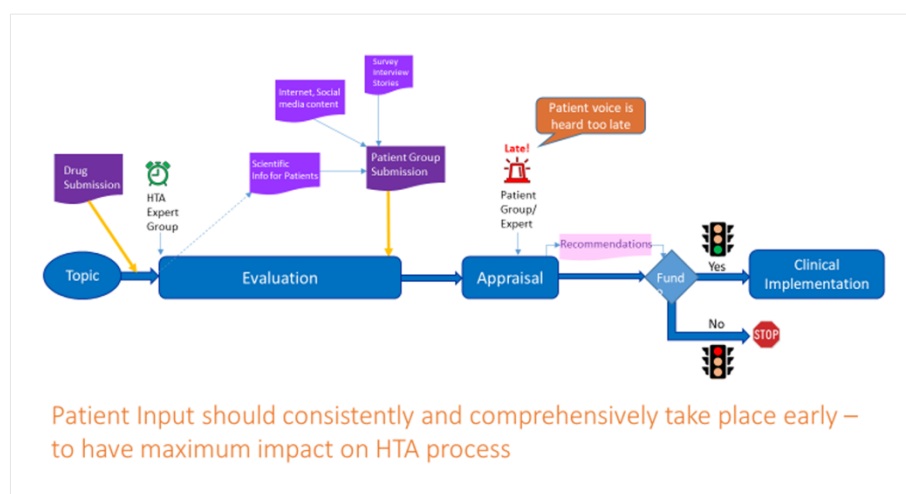 Survey
Interview
Stories
Internet, Social
media content
Patient voice is
heard too late
Late!
Drug
Submission
Scientific
Info for Patients
Patient Group
Submission
HTA
Expert
Group
Patient
Group/
Expert
Recommendations
Topic
Evaluation
Appraisal
Fund
?
Yes
Clinical
Implementation
No
STOP
Patient Input should consistently and comprehensively take place early –
to have maximum impact on HTA process